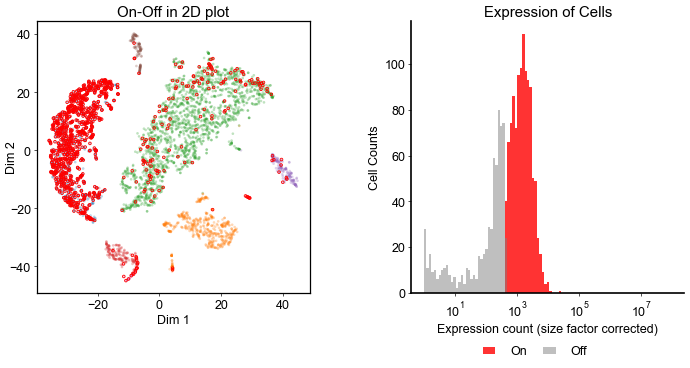 On-Off in 2D plot
Expression of Cells
40
20
0
−20
−40
Dim 2
−20
0
20
40
Dim 1
100
80
60
40
20
0
Cell Counts
10^1
10^3
10^5
10^7
Expression count (size factor corrected)
On
Off